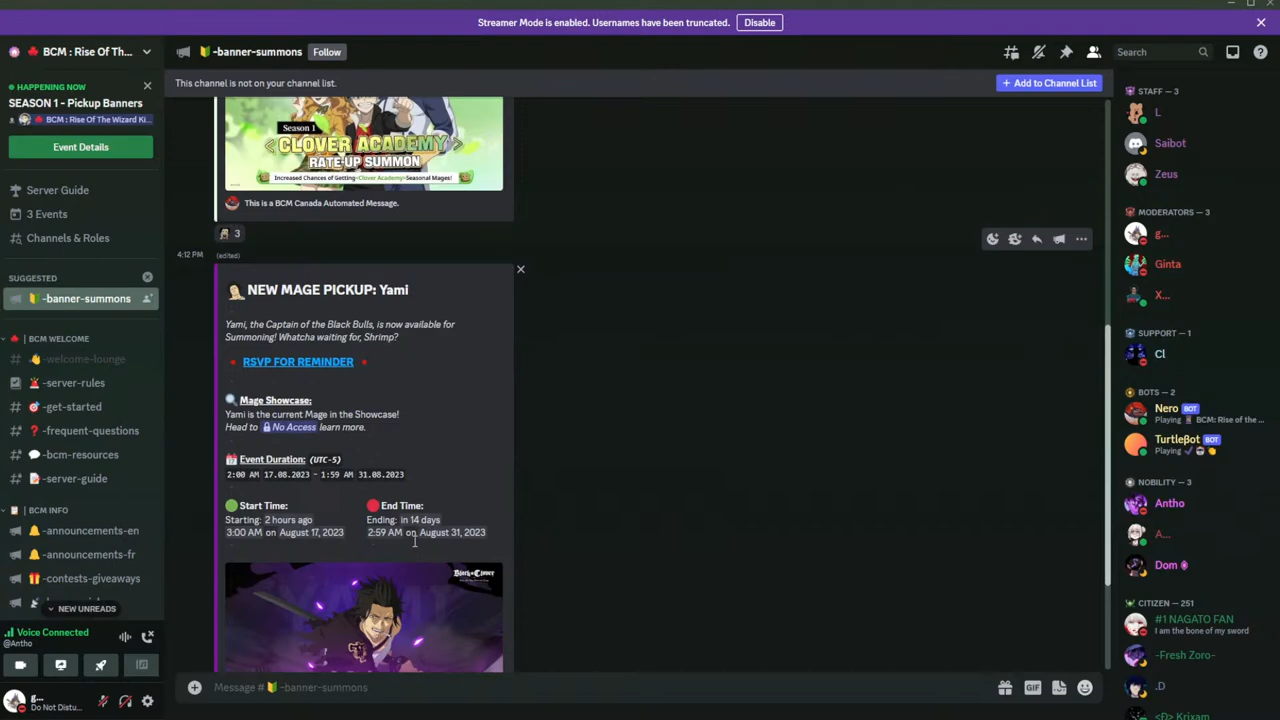 Streamer Mode is enabled. Usernames have been truncated. Disable
BCM : Rise Of Th...
-banner-summons Follow
Search
HAPPENING NOW
SEASON 1 - Pickup Banners
BCM : Rise Of The Wizard Ki...
Event Details
Server Guide
3 Events
Channels & Roles
SUGGESTED
-banner-summons
| BCM WELCOME
-welcome-lounge
-server-rules
-get-started
-frequent-questions
-bcm-resources
-server-guide
| BCM INFO
-announcements-en
-announcements-fr
-contests-giveaways
NEW UNREADS
Voice Connected
@Antho
g...
Do Not Distu...
This channel is not on your channel list.
+ Add to Channel List
Season 1
<CLOVER ACADEMY>
RATE-UP SUMMON
Increased Chances of Getting <Clover Academy> Seasonal Mages!
This is a BCM Canada Automated Message.
3
4:12 PM
(edited)
NEW MAGE PICKUP: Yami
Yami, the Captain of the Black Bulls, is now available for
Summoning! Whatcha waiting for, Shrimp?
RSVP FOR REMINDER
Mage Showcase:
Yami is the current Mage in the Showcase!
Head to No Access learn more.
Event Duration: (UTC-5)
2:00 AM 17.08.2023 - 1:59 AM 31.08.2023
Start Time:
Starting: 2 hours ago
3:00 AM on August 17, 2023
End Time:
Ending: in 14 days
2:59 AM on August 31, 2023
Black Clover
Message # -banner-summons
GIF
STAFF — 3
L
Saibot
Zeus
MODERATORS — 3
g...
Ginta
X...
SUPPORT — 1
Cl
BOTS — 2
Nero BOT
Playing BCM: Rise of the ...
TurtleβotBOT
Playing
NOBILITY — 3
Antho
A...
Dom
CITIZEN — 251
#1 NAGATO FAN
I am the bone of my sword
-Fresh Zoro-
.D
<Đ> Krixam